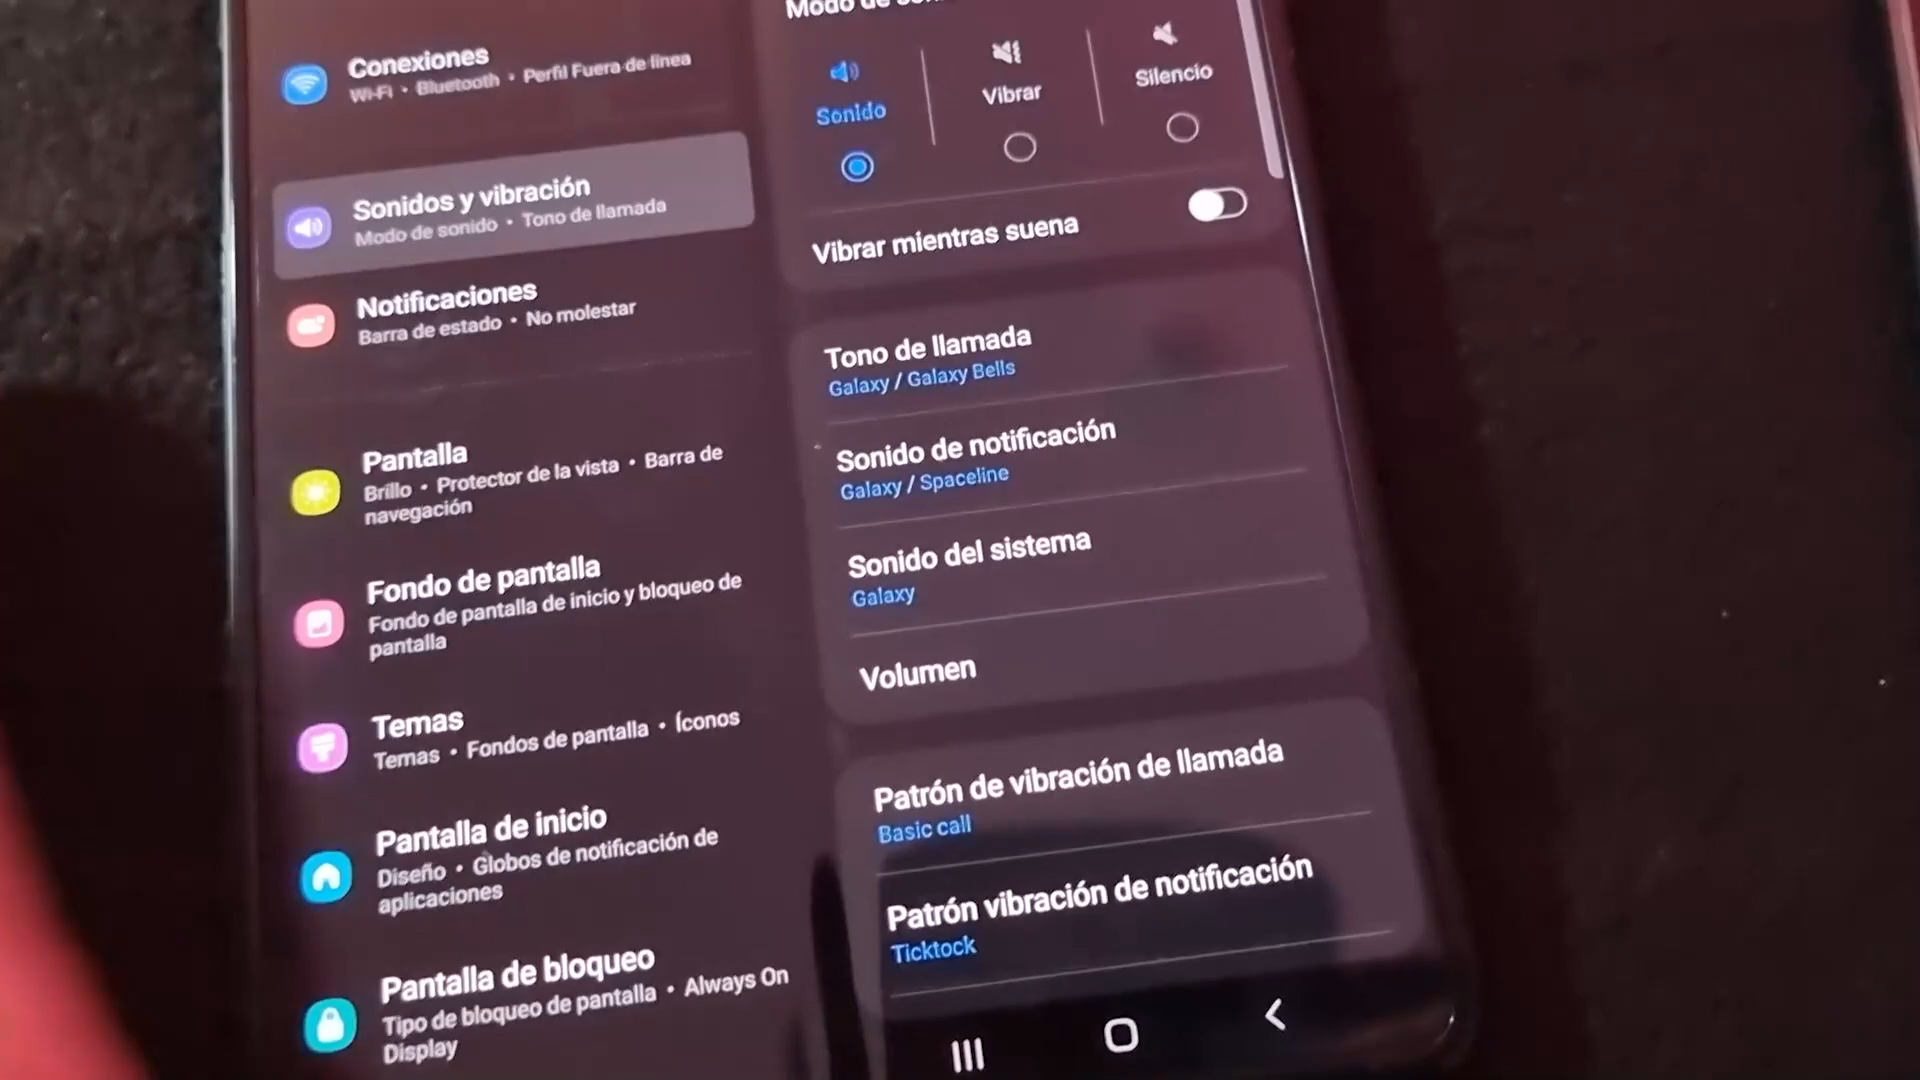 Conexiones
Wi-Fi • Bluetooth • Perfil Fuera de línea
Sonidos y vibración
Modo de sonido • Tono de llamada
Notificaciones
Barra de estado • No molestar
Pantalla
Brillo • Protector de la vista • Barra de
navegación
Fondo de pantalla
Fondo de pantalla de inicio y bloqueo de
pantalla
Temas
Temas • Fondos de pantalla • Íconos
Pantalla de inicio
Diseño • Globos de notificación de
aplicaciones
Pantalla de bloqueo
Tipo de bloqueo de pantalla • Always On
Display
Modo de
Sonido
Vibrar
Silencio
Vibrar mientras suena
Tono de llamada
Galaxy / Galaxy Bells
Sonido de notificación
Galaxy / Spaceline
Sonido del sistema
Galaxy
Volumen
Patrón de vibración de llamada
Basic call
Patrón vibración de notificación
Ticktock